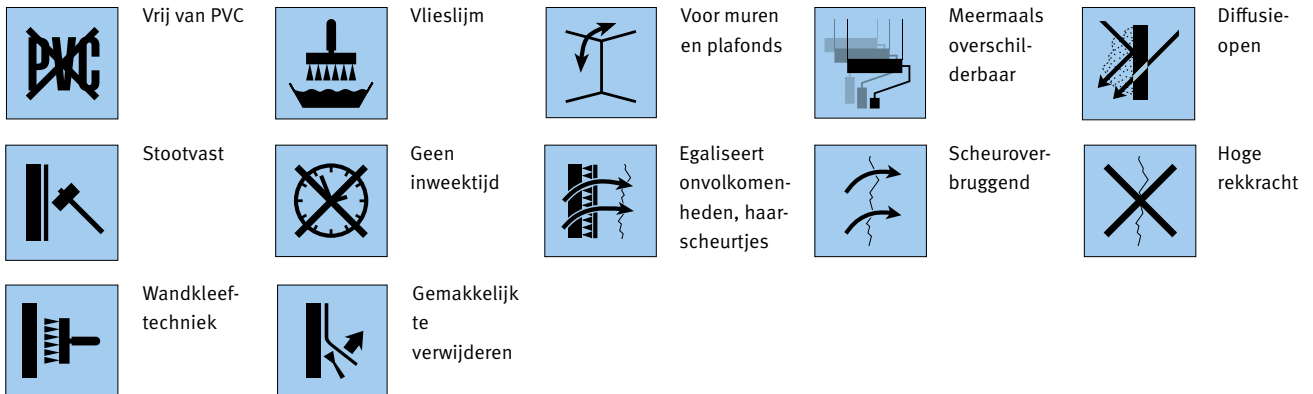 PVC
Vrij van PVC
Vlieslijm
Voor muren
en plafonds
Meermaals
overschil-
derbaar
Diffusie-
open
Stootvast
Geen
inweektijd
Egaliseert
onvolkomen-
heden, haar-
scheurtjes
Scheurover-
bruggend
Hoge
rekkracht
Wandkleef-
techniek
Gemakkelijk
te
verwijderen